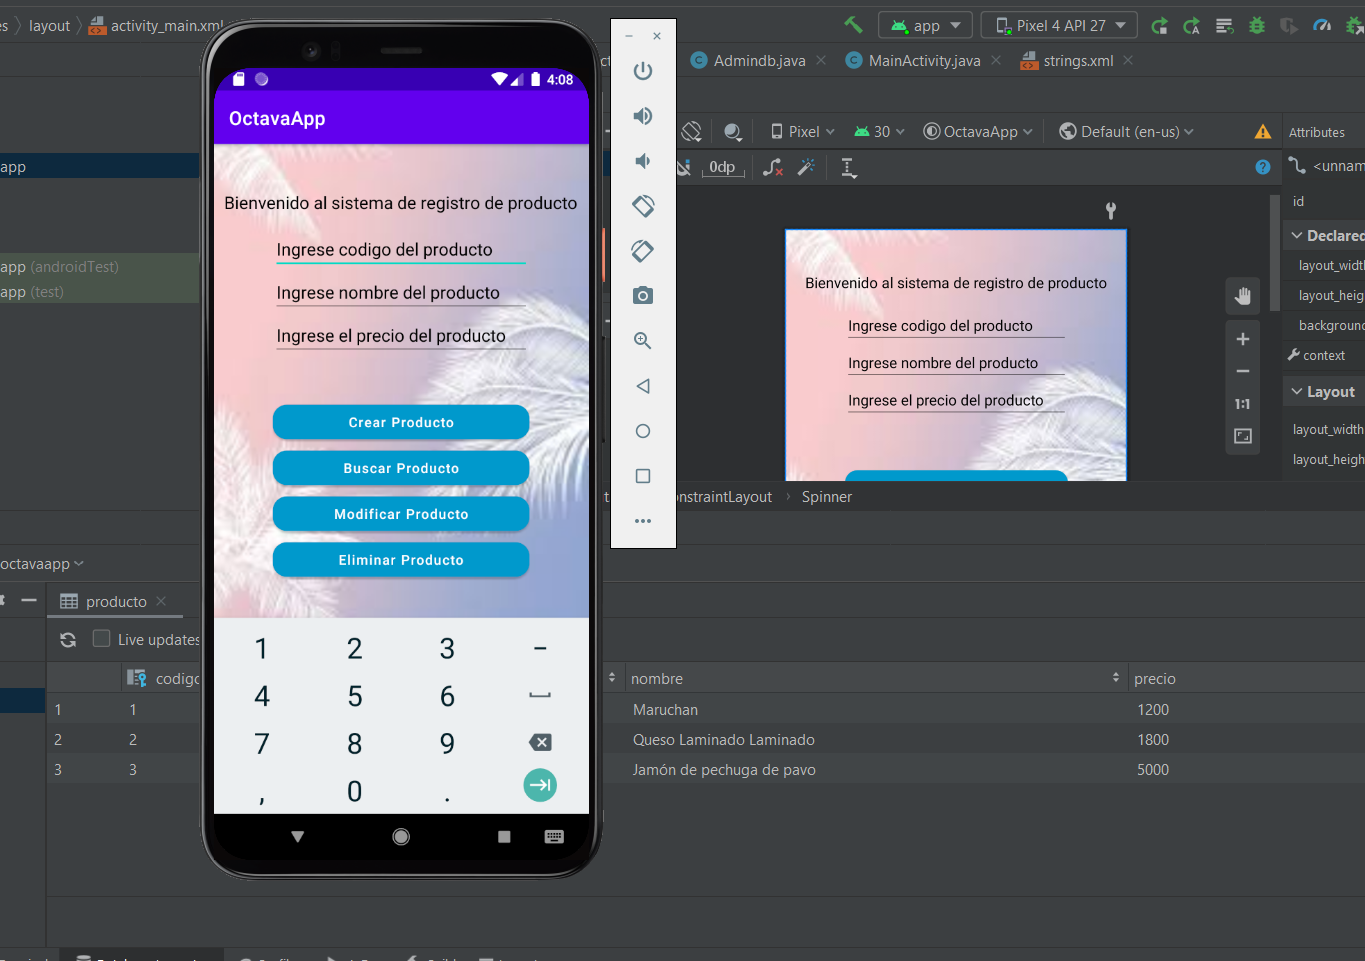 layout
activity_main.xml
app
Pixel 4 API 27
Admindb.java
MainActivity.java
strings.xml
4:08
OctavaApp
Pixel
30
OctavaApp
Default (en-us)
Attributes
0dp
app
id
Bienvenido al sistema de registro de producto
Ingrese codigo del producto
Ingrese nombre del producto
Ingrese el precio del producto
Crear Producto
Buscar Producto
Modificar Producto
Eliminar Producto
app (androidTest)
app (test)
Bienvenido al sistema de registro de producto
Ingrese codigo del producto
Ingrese nombre del producto
Ingrese el precio del producto
1:1
<unnam
Declared
layout_width
layout_heig
background
context
Layout
layout_width
layout_heigh
onstraintLayout
Spinner
octavaapp
producto
Live updates
codigo
nombre
precio
1 1 Maruchan 1200
2 2 Queso Laminado Laminado 1800
3 3 Jamón de pechuga de pavo 5000
1 2 3 -
4 5 6
7 8 9
, 0 .